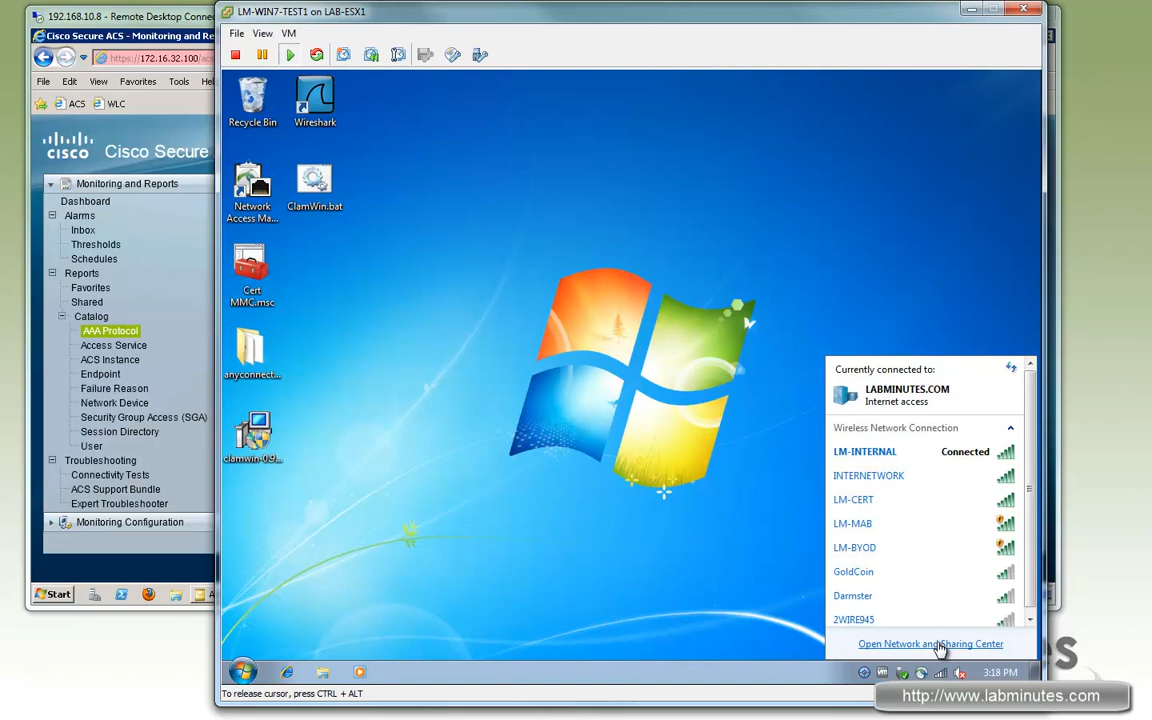 192.168.10.8 - Remote Desktop Conne
Cisco Secure ACS - Monitoring and Re
https://172.16.32.100/acs
File Edit View Favorites Tools Hel
ACS WLC
cisco Cisco Secure
Monitoring and Reports
Dashboard
Alarms
Inbox
Thresholds
Schedules
Reports
Favorites
Shared
Catalog
AAA Protocol
Access Service
ACS Instance
Endpoint
Failure Reason
Network Device
Security Group Access (SGA)
Session Directory
User
Troubleshooting
Connectivity Tests
ACS Support Bundle
Expert Troubleshooter
Monitoring Configuration
Start
LM-WIN7-TEST1 on LAB-ESX1
File View VM
Recycle Bin
Wireshark
Network Access Ma...
ClamWin.bat
Cert MMC.msc
anyconnect...
clamwin-0.9...
Currently connected to:
LABMINUTES.COM
Internet access
Wireless Network Connection
LM-INTERNAL Connected
INTERNETWORK
LM-CERT
LM-MAB
LM-BYOD
GoldCoin
Darmster
2WIRE945
Open Network and Sharing Center
3:18 PM
To release cursor, press CTRL + ALT
http://www.labminutes.com